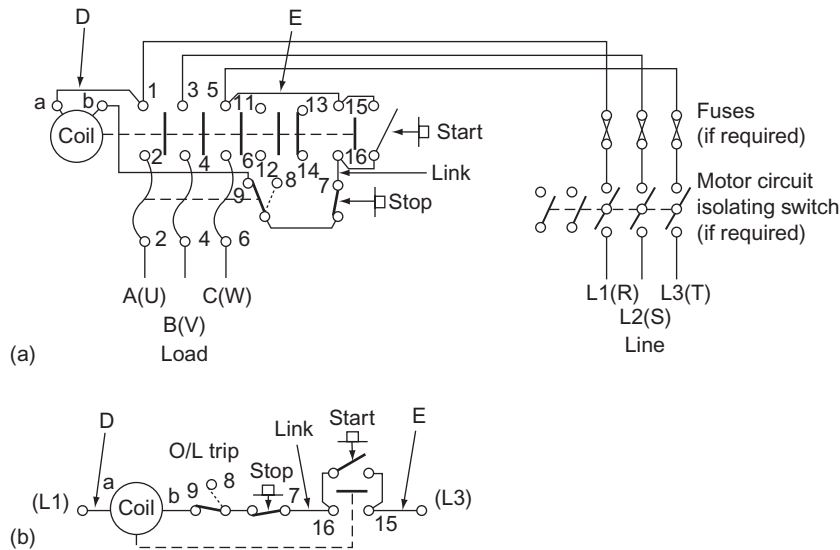 D
E
1
3
5
11
13
15
a
b
Coil
Start
2
4
6
12
14
16
Link
9
8
7
Stop
2
4
6
A(U)
C(W)
B(V)
Load
Fuses
(if required)
Motor circuit
isolating switch
(if required)
L1(R)
L3(T)
L2(S)
Line
(a)
D
O/L trip
Link
Start
E
Stop
(L1)
a
Coil
b
9
8
7
16
15
(L3)
(b)